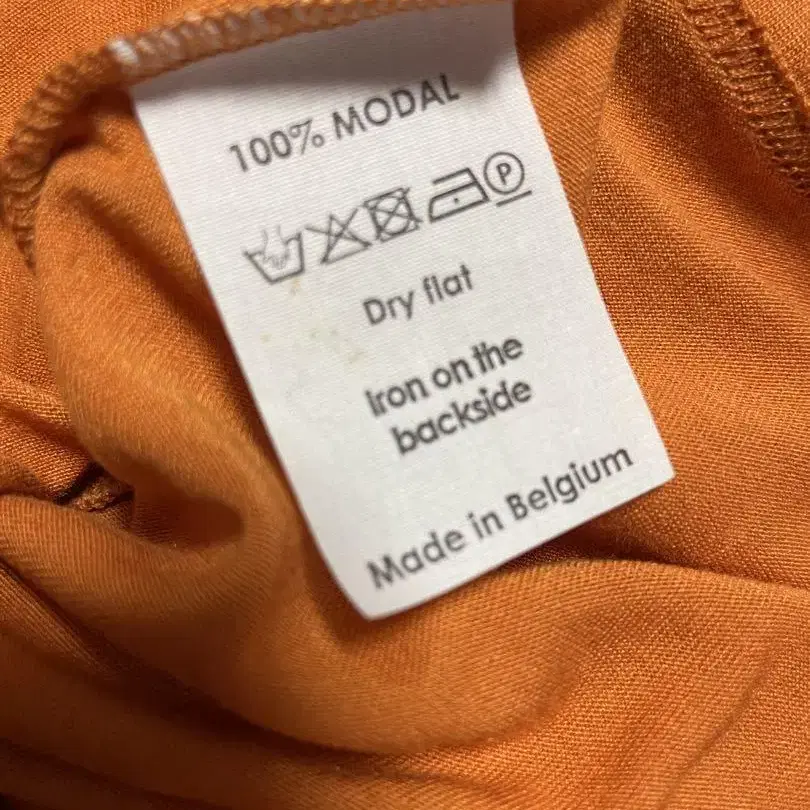 100% MODAL
P
Dry flat
Iron on the
backside
Made in Belgium